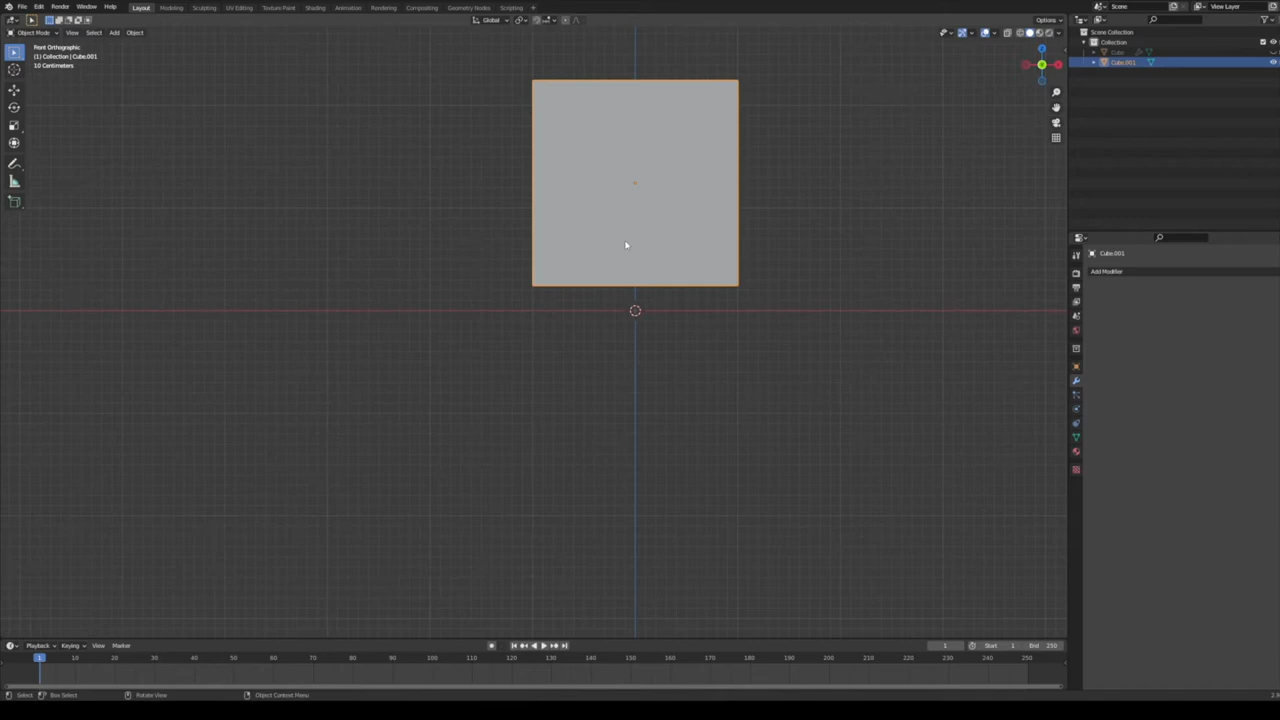 File Edit Render Window Help Layout Modeling Sculpting UV Editing Texture Paint Shading Animation Rendering Compositing Geometry Nodes Scripting + Scene View Layer
Global Options
Object Mode View Select Add Object
Front Orthographic
(1) Collection | Cube.001
10 Centimeters
Scene Collection
Collection
Cube
Cube.001
Cube.001
Add Modifier
Playback Keying View Marker 1 Start 1 End 250
1 10 20 30 40 50 60 70 80 90 100 110 120 130 140 150 160 170 180 190 200 210 220 230 240 250
Select Box Select Rotate View Object Context Menu